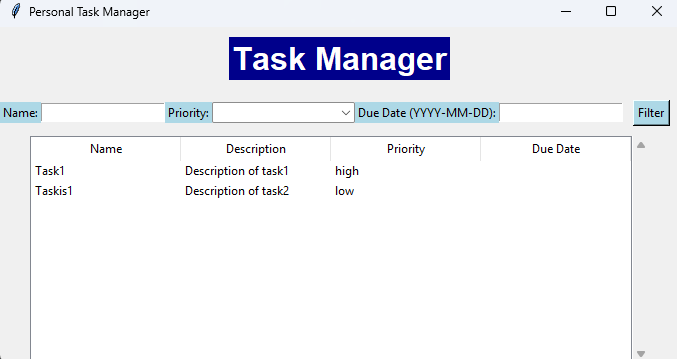 Personal Task Manager
Task Manager
Name: Priority: Due Date (YYYY-MM-DD): Filter
Name Description Priority Due Date
Task1 Description of task1 high
Taskis1 Description of task2 low